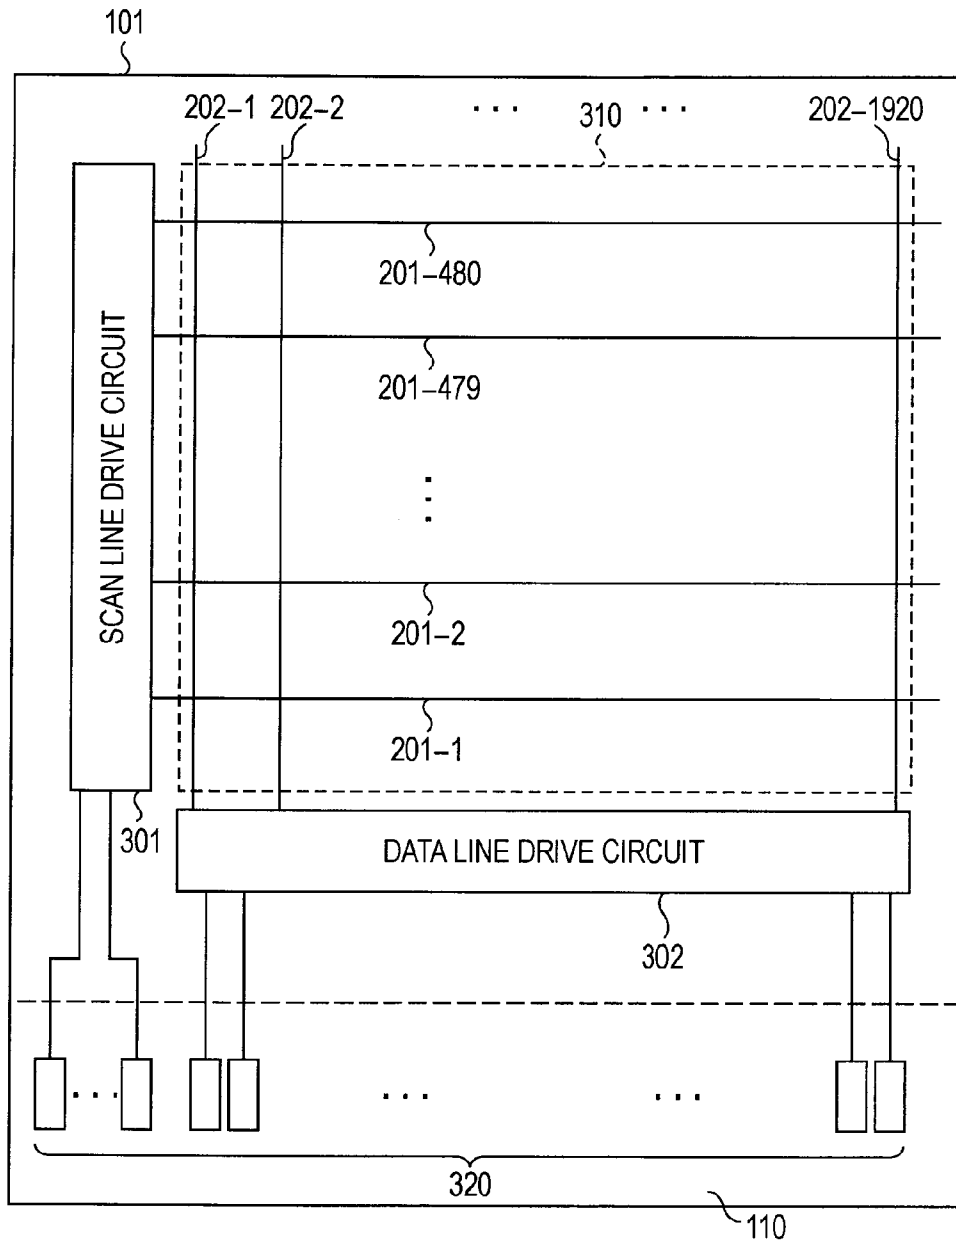 101
202–1
202–2
. . .
. . .
310
202–1920
201–480
201–479
SCAN LINE DRIVE CIRCUIT
201–2
201–1
301
DATA LINE DRIVE CIRCUIT
302
. . .
. . .
. . .
320
110